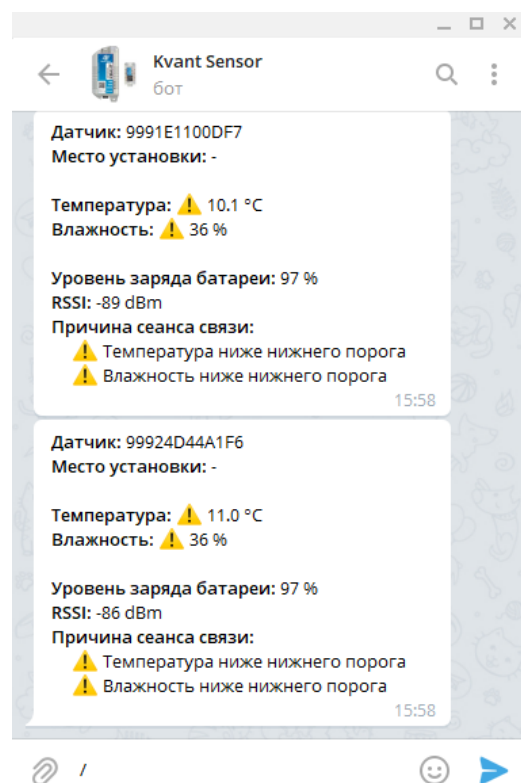 Kvant Sensor
бот
Датчик: 9991E1100DF7
Место установки: -
Температура: ⚠ 10.1 °C
Влажность: ⚠ 36 %
Уровень заряда батареи: 97 %
RSSI: -89 dBm
Причина сеанса связи:
⚠ Температура ниже нижнего порога
⚠ Влажность ниже нижнего порога
15:58
Датчик: 99924D44A1F6
Место установки: -
Температура: ⚠ 11.0 °C
Влажность: ⚠ 36 %
Уровень заряда батареи: 97 %
RSSI: -86 dBm
Причина сеанса связи:
⚠ Температура ниже нижнего порога
⚠ Влажность ниже нижнего порога
15:58
/